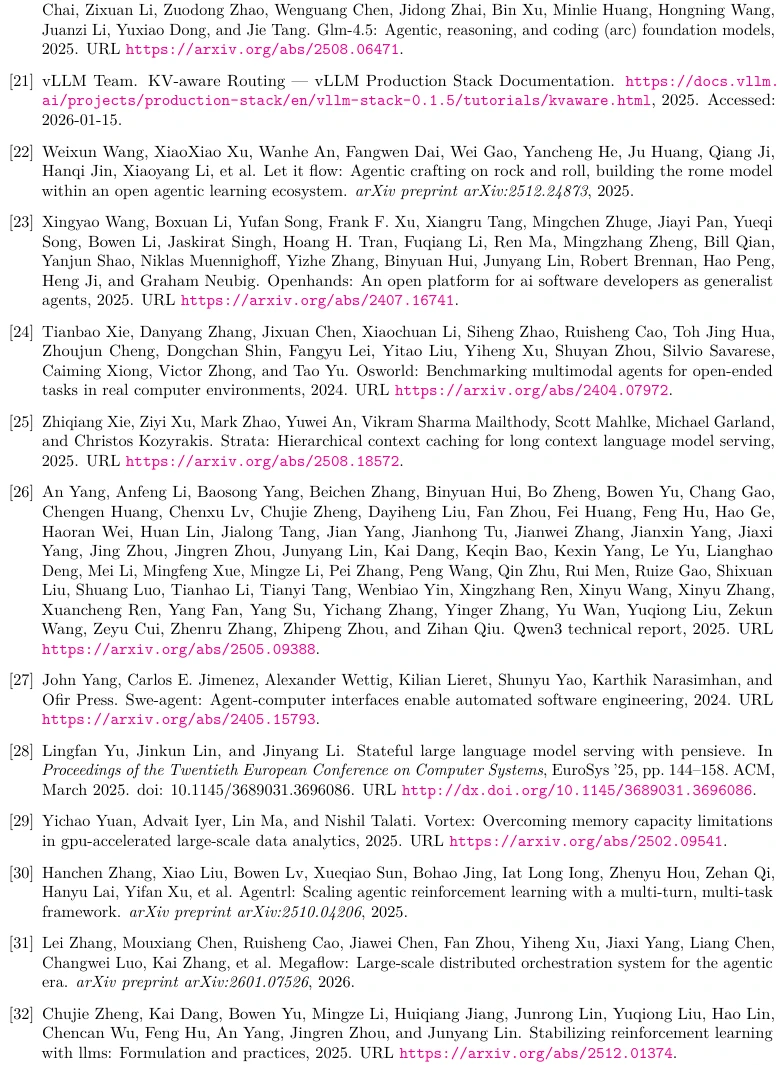 Chai, Zixuan Li, Zuodong Zhao, Wenguang Chen, Jidong Zhai, Bin Xu, Minlie Huang, Hongning Wang,
Juanzi Li, Yuxiao Dong, and Jie Tang. Glm-4.5: Agentic, reasoning, and coding (arc) foundation models,
2025. URL https://arxiv.org/abs/2508.06471.
[21] vLLM Team. KV-aware Routing — vLLM Production Stack Documentation. https://docs.vllm.
ai/projects/production-stack/en/vllm-stack-0.1.5/tutorials/kvaware.html, 2025. Accessed:
2026-01-15.
[22] Weixun Wang, XiaoXiao Xu, Wanhe An, Fangwen Dai, Wei Gao, Yancheng He, Ju Huang, Qiang Ji,
Hanqi Jin, Xiaoyang Li, et al. Let it flow: Agentic crafting on rock and roll, building the rome model
within an open agentic learning ecosystem. arXiv preprint arXiv:2512.24873, 2025.
[23] Xingyao Wang, Boxuan Li, Yufan Song, Frank F. Xu, Xiangru Tang, Mingchen Zhuge, Jiayi Pan, Yueqi
Song, Bowen Li, Jaskirat Singh, Hoang H. Tran, Fuqiang Li, Ren Ma, Mingzhang Zheng, Bill Qian,
Yanjun Shao, Niklas Muennighoff, Yizhe Zhang, Binyuan Hui, Junyang Lin, Robert Brennan, Hao Peng,
Heng Ji, and Graham Neubig. Openhands: An open platform for ai software developers as generalist
agents, 2025. URL https://arxiv.org/abs/2407.16741.
[24] Tianbao Xie, Danyang Zhang, Jixuan Chen, Xiaochuan Li, Siheng Zhao, Ruisheng Cao, Toh Jing Hua,
Zhoujun Cheng, Dongchan Shin, Fangyu Lei, Yitao Liu, Yiheng Xu, Shuyan Zhou, Silvio Savarese,
Caiming Xiong, Victor Zhong, and Tao Yu. Osworld: Benchmarking multimodal agents for open-ended
tasks in real computer environments, 2024. URL https://arxiv.org/abs/2404.07972.
[25] Zhiqiang Xie, Ziyi Xu, Mark Zhao, Yuwei An, Vikram Sharma Mailthody, Scott Mahlke, Michael Garland,
and Christos Kozyrakis. Strata: Hierarchical context caching for long context language model serving,
2025. URL https://arxiv.org/abs/2508.18572.
[26] An Yang, Anfeng Li, Baosong Yang, Beichen Zhang, Binyuan Hui, Bo Zheng, Bowen Yu, Chang Gao,
Chengen Huang, Chenxu Lv, Chujie Zheng, Dayiheng Liu, Fan Zhou, Fei Huang, Feng Hu, Hao Ge,
Haoran Wei, Huan Lin, Jialong Tang, Jian Yang, Jianhong Tu, Jianwei Zhang, Jianxin Yang, Jiaxi
Yang, Jing Zhou, Jingren Zhou, Junyang Lin, Kai Dang, Keqin Bao, Kexin Yang, Le Yu, Lianghao
Deng, Mei Li, Mingfeng Xue, Mingze Li, Pei Zhang, Peng Wang, Qin Zhu, Rui Men, Ruize Gao, Shixuan
Liu, Shuang Luo, Tianhao Li, Tianyi Tang, Wenbiao Yin, Xingzhang Ren, Xinyu Wang, Xinyu Zhang,
Xuancheng Ren, Yang Fan, Yang Su, Yichang Zhang, Yinger Zhang, Yu Wan, Yuqiong Liu, Zekun
Wang, Zeyu Cui, Zhenru Zhang, Zhipeng Zhou, and Zihan Qiu. Qwen3 technical report, 2025. URL
https://arxiv.org/abs/2505.09388.
[27] John Yang, Carlos E. Jimenez, Alexander Wettig, Kilian Lieret, Shunyu Yao, Karthik Narasimhan, and
Ofir Press. Swe-agent: Agent-computer interfaces enable automated software engineering, 2024. URL
https://arxiv.org/abs/2405.15793.
[28] Lingfan Yu, Jinkun Lin, and Jinyang Li. Stateful large language model serving with pensieve. In
Proceedings of the Twentieth European Conference on Computer Systems, EuroSys '25, pp. 144–158. ACM,
March 2025. doi: 10.1145/3689031.3696086. URL http://dx.doi.org/10.1145/3689031.3696086.
[29] Yichao Yuan, Advait Iyer, Lin Ma, and Nishil Talati. Vortex: Overcoming memory capacity limitations
in gpu-accelerated large-scale data analytics, 2025. URL https://arxiv.org/abs/2502.09541.
[30] Hanchen Zhang, Xiao Liu, Bowen Lv, Xueqiao Sun, Bohao Jing, Iat Long Iong, Zhenyu Hou, Zehan Qi,
Hanyu Lai, Yifan Xu, et al. Agentrl: Scaling agentic reinforcement learning with a multi-turn, multi-task
framework. arXiv preprint arXiv:2510.04206, 2025.
[31] Lei Zhang, Mouxiang Chen, Ruisheng Cao, Jiawei Chen, Fan Zhou, Yiheng Xu, Jiaxi Yang, Liang Chen,
Changwei Luo, Kai Zhang, et al. Megaflow: Large-scale distributed orchestration system for the agentic
era. arXiv preprint arXiv:2601.07526, 2026.
[32] Chujie Zheng, Kai Dang, Bowen Yu, Mingze Li, Huiqiang Jiang, Junrong Lin, Yuqiong Liu, Hao Lin,
Chencan Wu, Feng Hu, An Yang, Jingren Zhou, and Junyang Lin. Stabilizing reinforcement learning
with llms: Formulation and practices, 2025. URL https://arxiv.org/abs/2512.01374.